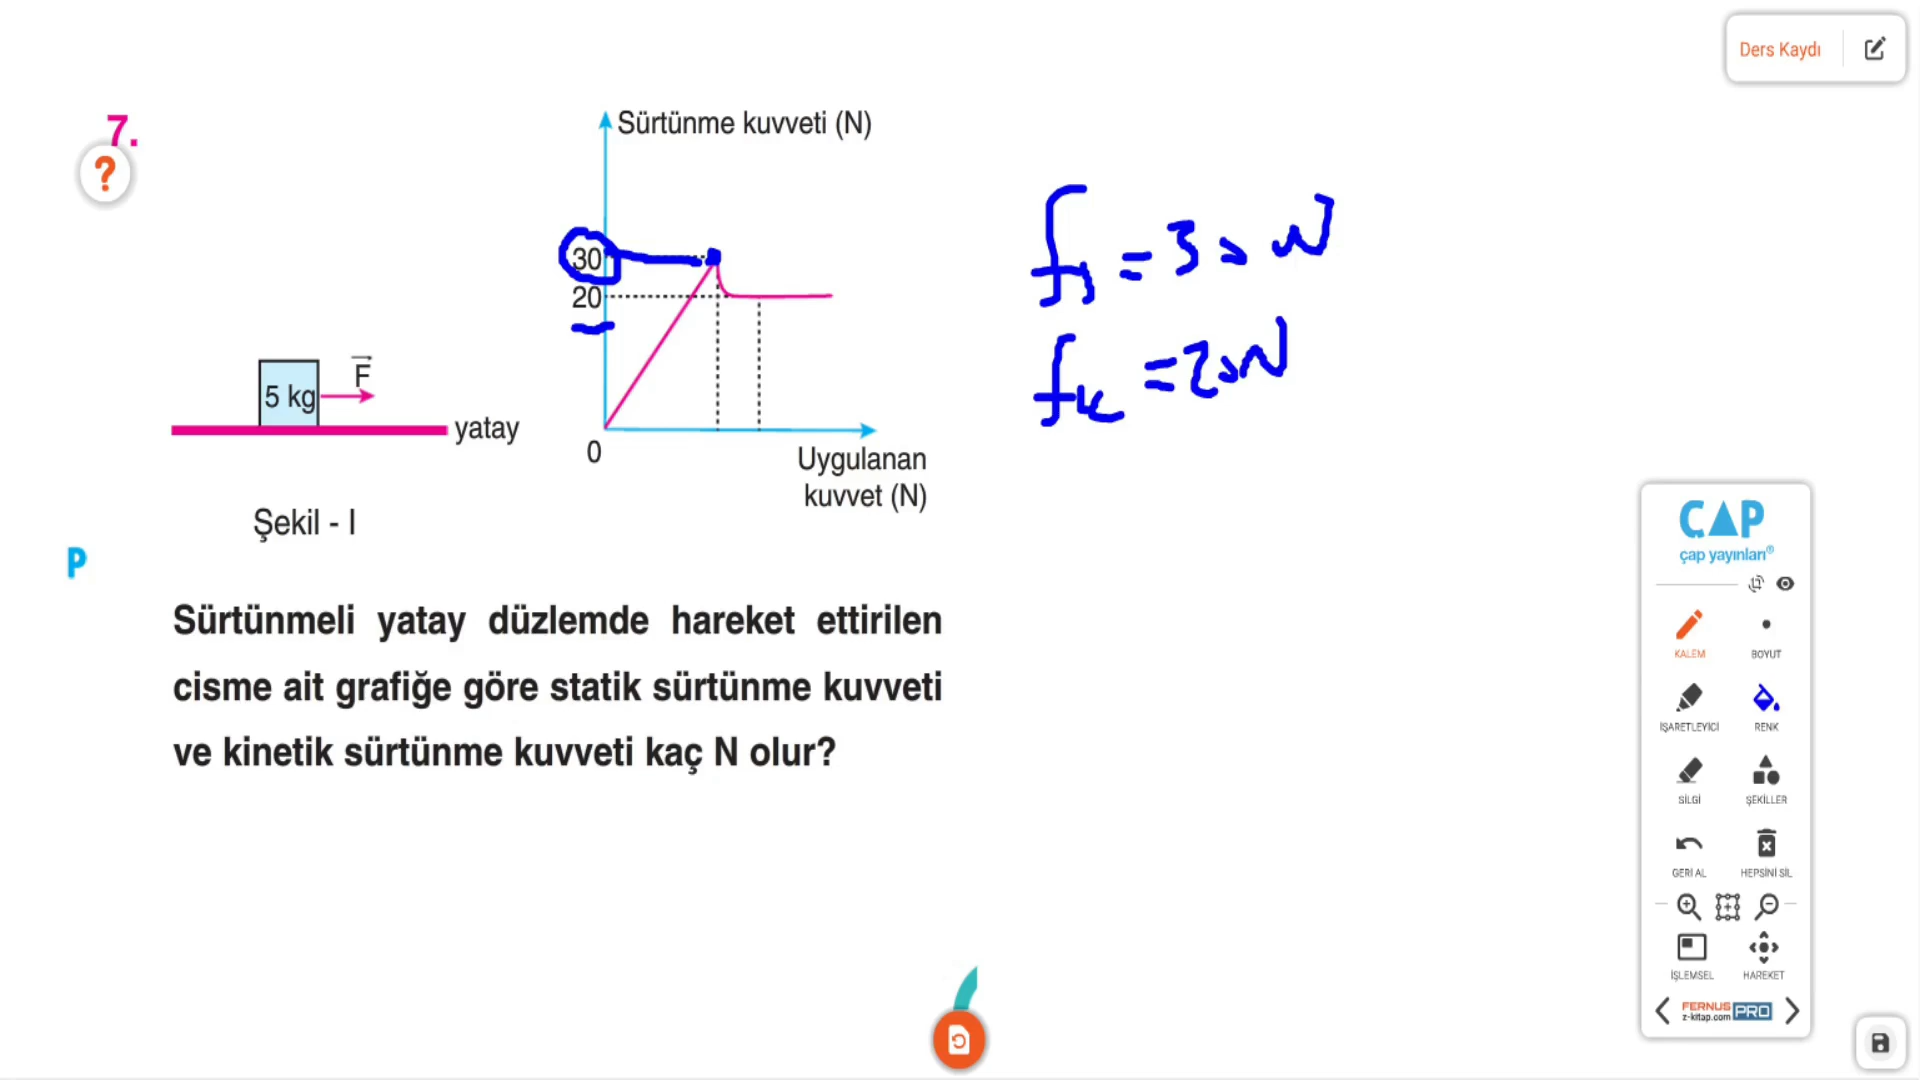 Ders Kaydı
7.
?
Sürtünme kuvveti (N)
30
20
0
Uygulanan
kuvvet (N)
5 kg
F
yatay
Şekil - I
fs = 30 N
fk = 20 N
P
Sürtünmeli yatay düzlemde hareket ettirilen
cisme ait grafiğe göre statik sürtünme kuvveti
ve kinetik sürtünme kuvveti kaç N olur?
ÇAP
çap yayınları®
KALEM
BOYUT
İŞARETLEYİCİ
RENK
SİLGİ
ŞEKİLLER
GERİ AL
HEPSİNİ SİL
İŞLEMSEL
HAREKET
FERNUS
z-kitap.com PRO